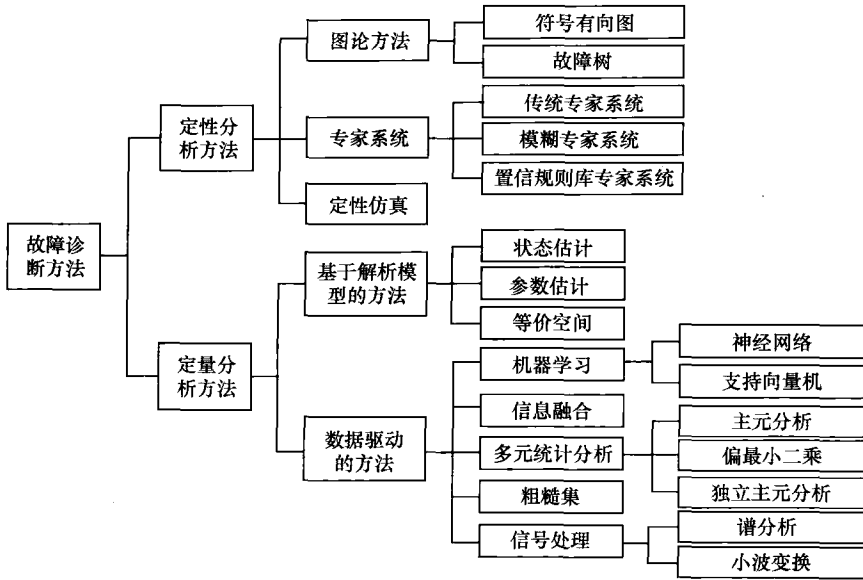 故障诊
断方法
定性分
析方法
图论方法
符号有向图
故障树
专家系统
传统专家系统
模糊专家系统
置信规则库专家系统
定性仿真
定量分
析方法
基于解析模
型的方法
状态估计
参数估计
等价空间
数据驱动
的方法
机器学习
神经网络
支持向量机
信息融合
多元统计分析
主元分析
偏最小二乘
独立主元分析
粗糙集
信号处理
谱分析
小波变换